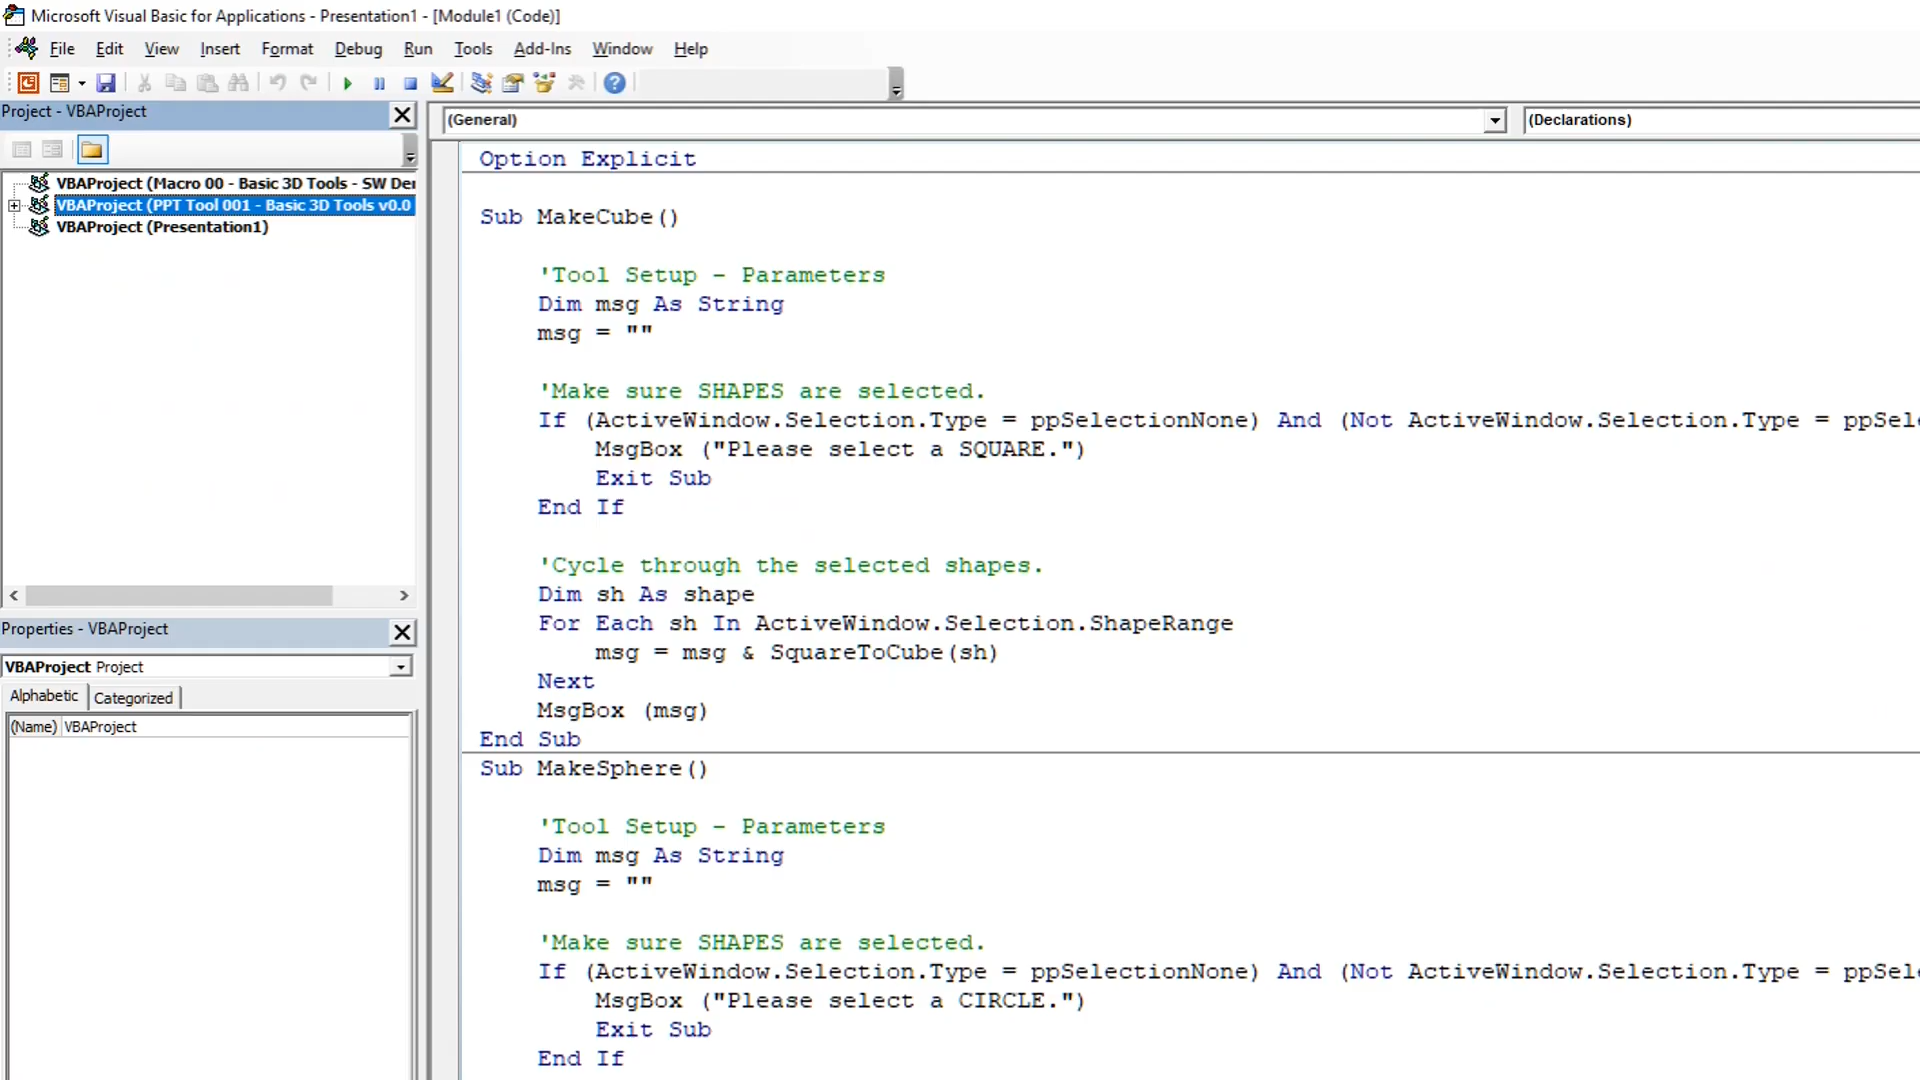 Microsoft Visual Basic for Applications - Presentation1 - [Module1 (Code)]
File Edit View Insert Format Debug Run Tools Add-Ins Window Help
Project - VBAProject
VBAProject (Macro 00 - Basic 3D Tools - SW Der
VBAProject (PPT Tool 001 - Basic 3D Tools v0.0
VBAProject (Presentation1)
Properties - VBAProject
VBAProject Project
Alphabetic Categorized
(Name) VBAProject
(General) (Declarations)
Option Explicit
Sub MakeCube()
'Tool Setup - Parameters
Dim msg As String
msg = ""
'Make sure SHAPES are selected.
If (ActiveWindow.Selection.Type = ppSelectionNone) And (Not ActiveWindow.Selection.Type = ppSel
MsgBox ("Please select a SQUARE.")
Exit Sub
End If
'Cycle through the selected shapes.
Dim sh As shape
For Each sh In ActiveWindow.Selection.ShapeRange
msg = msg & SquareToCube(sh)
Next
MsgBox (msg)
End Sub
Sub MakeSphere()
'Tool Setup - Parameters
Dim msg As String
msg = ""
'Make sure SHAPES are selected.
If (ActiveWindow.Selection.Type = ppSelectionNone) And (Not ActiveWindow.Selection.Type = ppSel
MsgBox ("Please select a CIRCLE.")
Exit Sub
End If